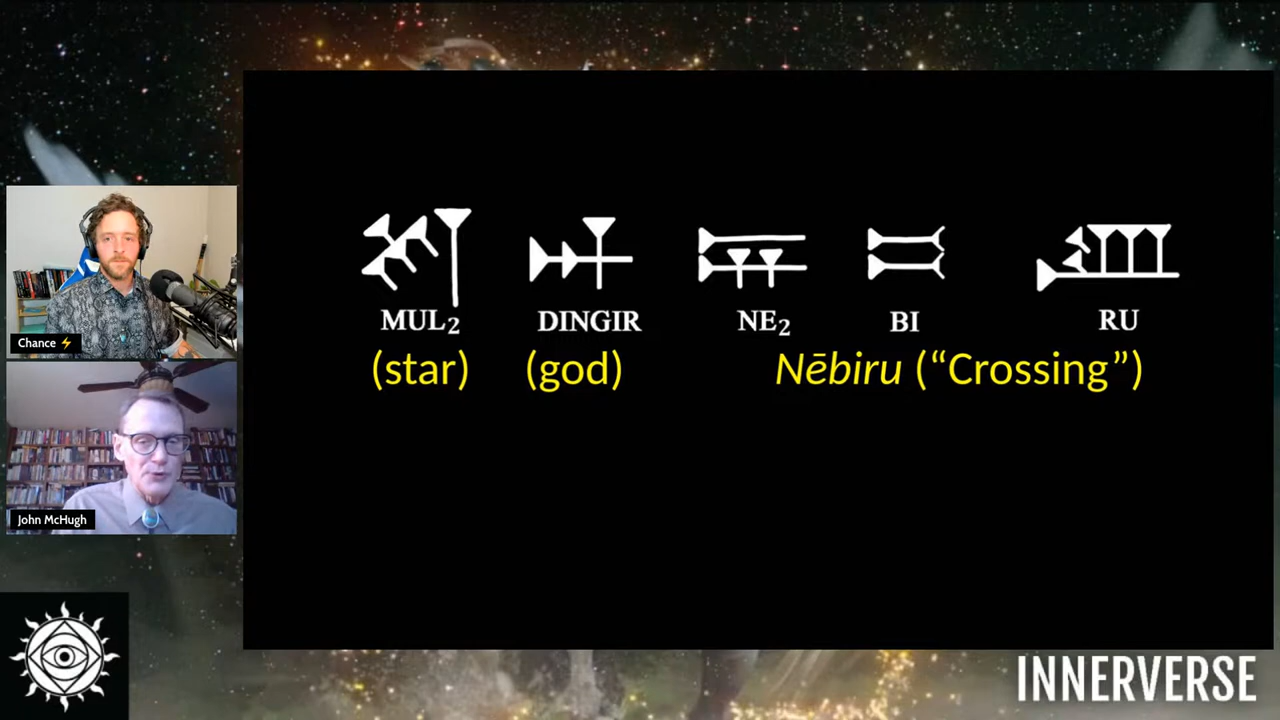 𒋼 𒀭 𒉌 𒁉 𒊒
MUL₂ DINGIR NE₂ BI RU
(star) (god) Nēbiru (“Crossing”)
Chance ⚡
John McHugh
INNERVERSE